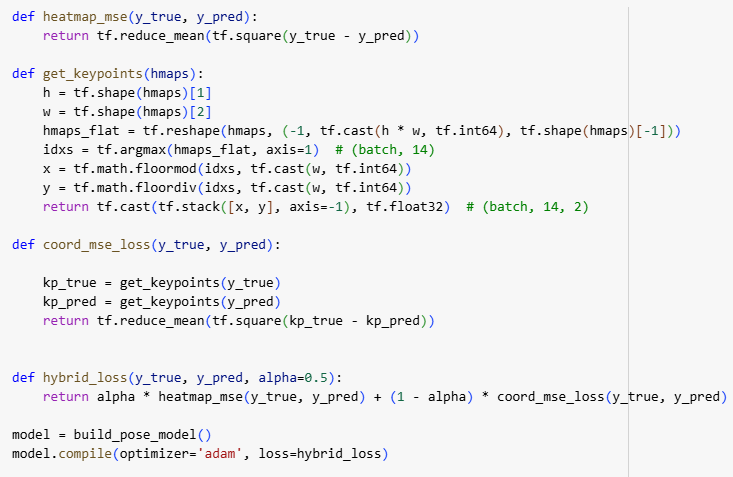 def heatmap_mse(y_true, y_pred):
    return tf.reduce_mean(tf.square(y_true - y_pred))
def get_keypoints(hmaps):
    h = tf.shape(hmaps)[1]
    w = tf.shape(hmaps)[2]
    hmaps_flat = tf.reshape(hmaps, (-1, tf.cast(h * w, tf.int64), tf.shape(hmaps)[-1]))
    idxs = tf.argmax(hmaps_flat, axis=1)  # (batch, 14)
    x = tf.math.floormod(idxs, tf.cast(w, tf.int64))
    y = tf.math.floordiv(idxs, tf.cast(w, tf.int64))
    return tf.cast(tf.stack([x, y], axis=-1), tf.float32)  # (batch, 14, 2)
def coord_mse_loss(y_true, y_pred):
    kp_true = get_keypoints(y_true)
    kp_pred = get_keypoints(y_pred)
    return tf.reduce_mean(tf.square(kp_true - kp_pred))
def hybrid_loss(y_true, y_pred, alpha=0.5):
    return alpha * heatmap_mse(y_true, y_pred) + (1 - alpha) * coord_mse_loss(y_true, y_pred)
model = build_pose_model()
model.compile(optimizer='adam', loss=hybrid_loss)